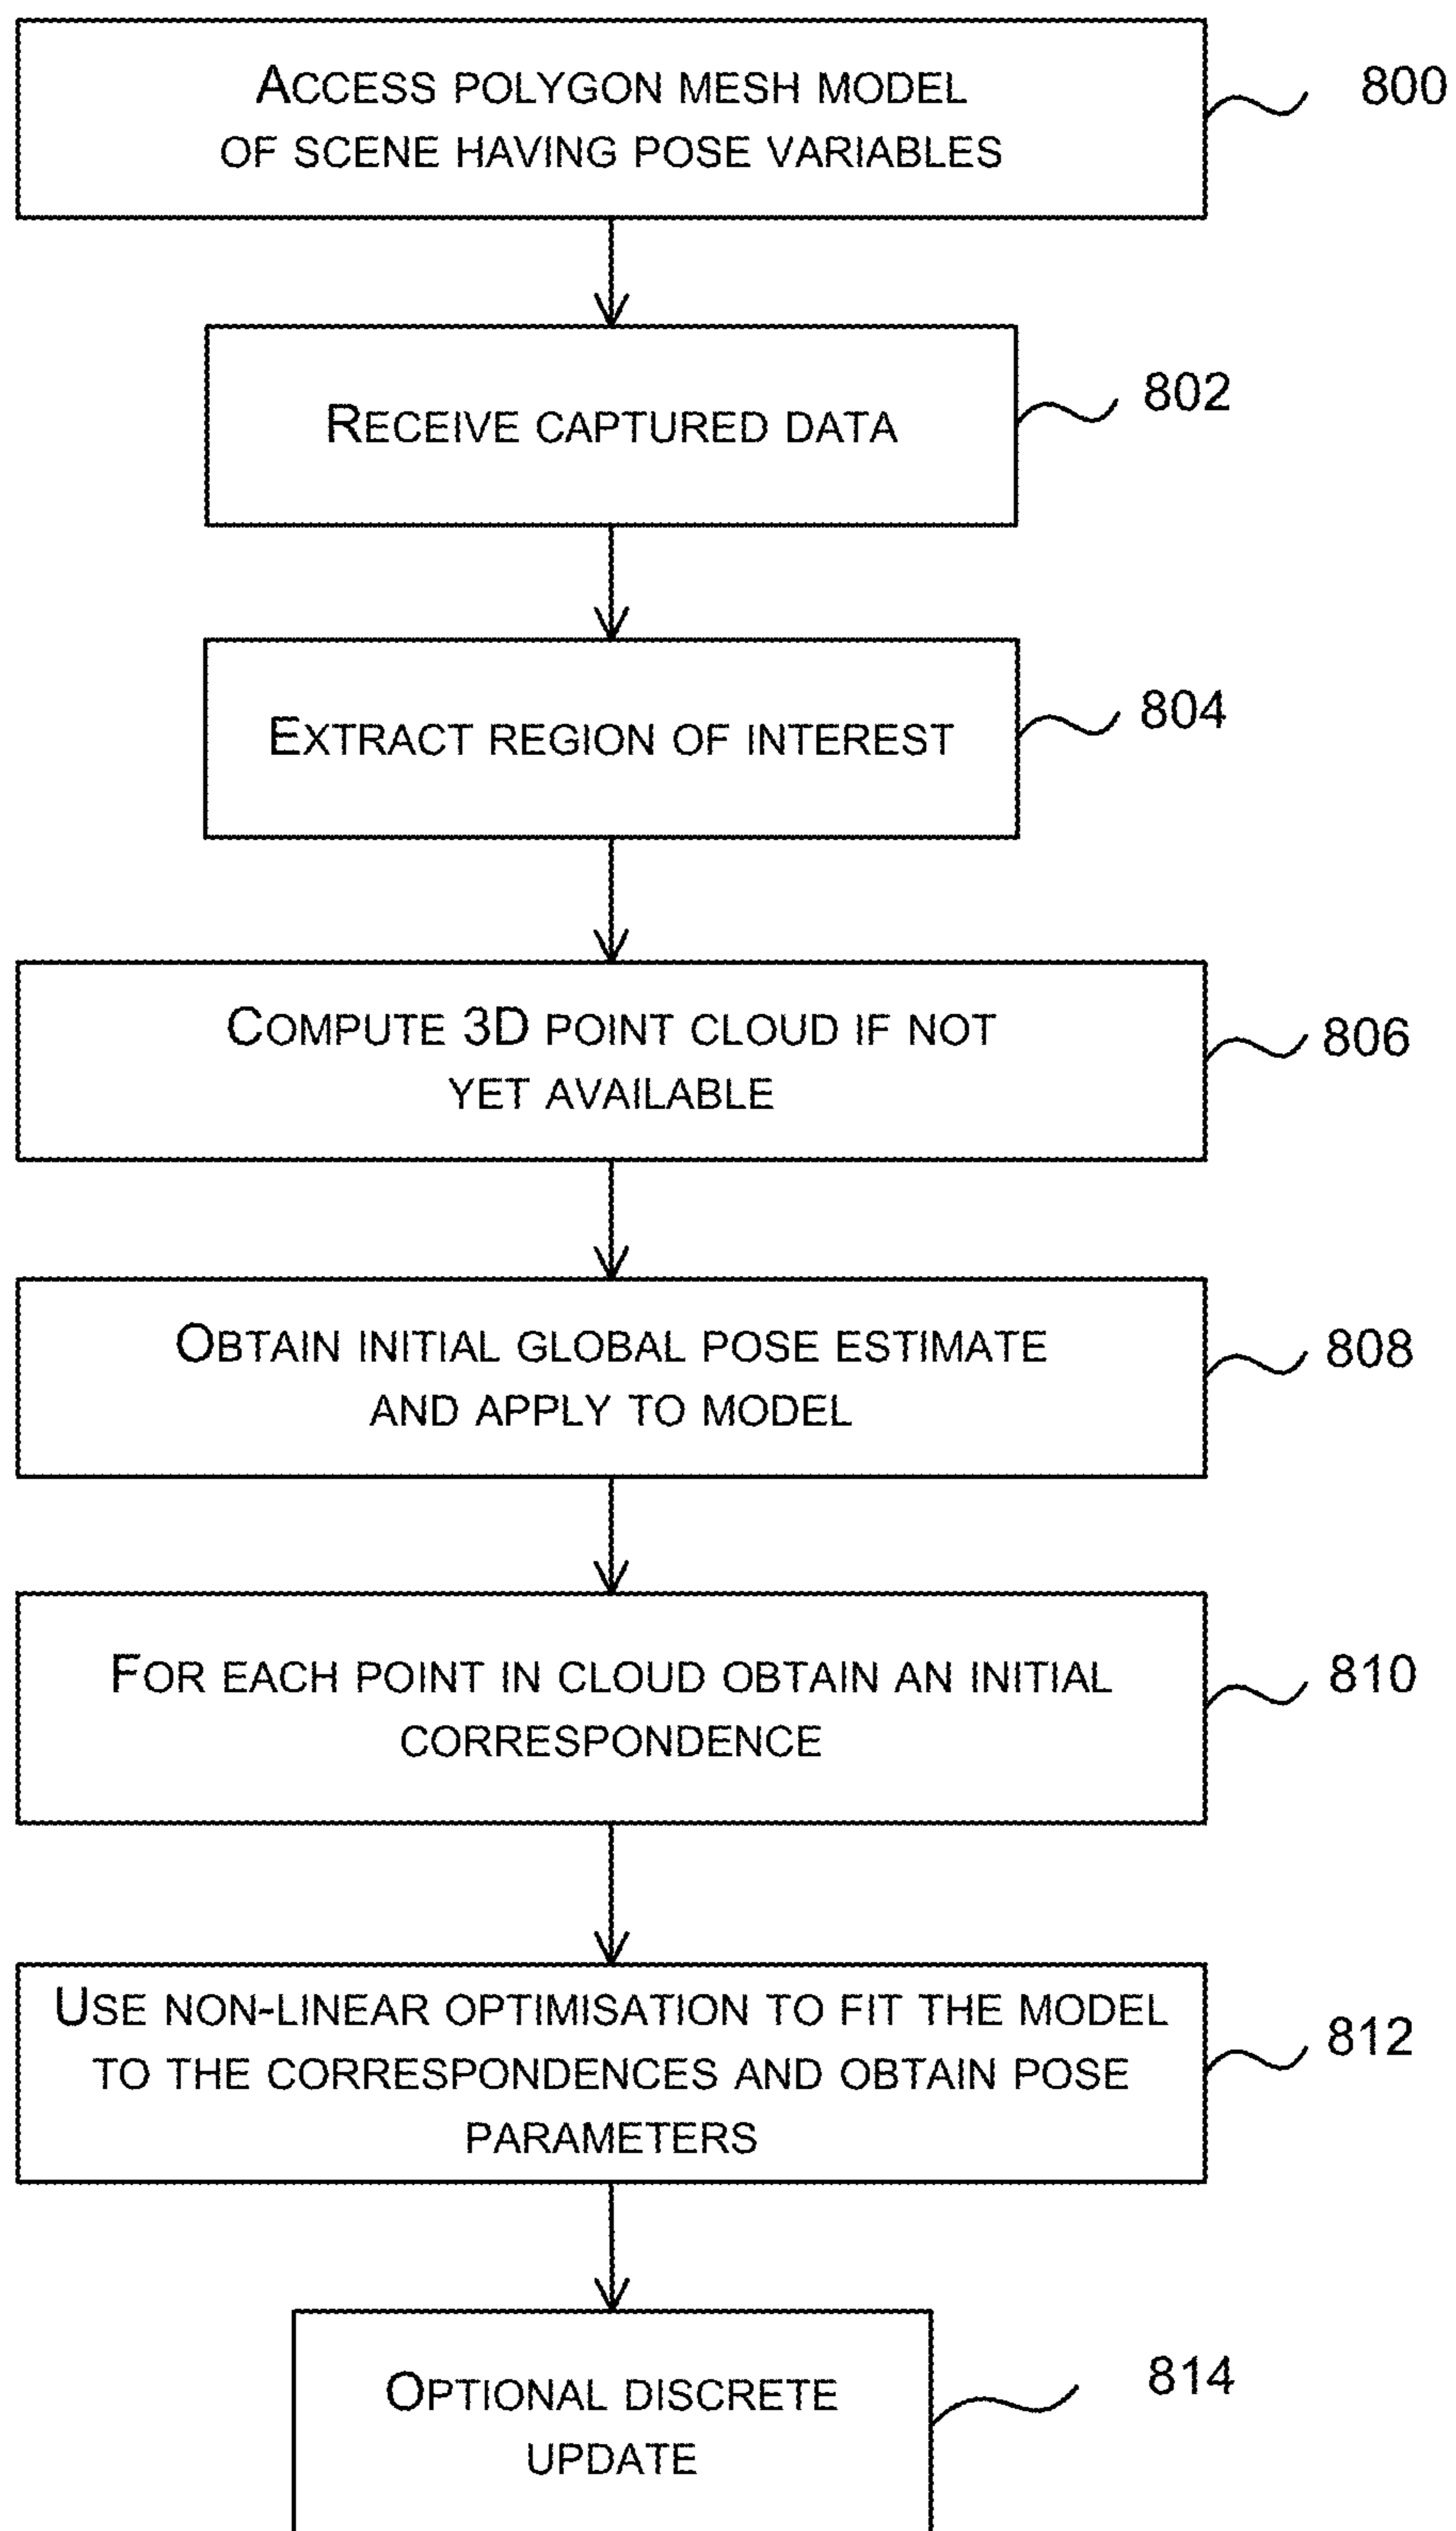 ACCESS POLYGON MESH MODEL
OF SCENE HAVING POSE VARIABLES
800
RECEIVE CAPTURED DATA
802
EXTRACT REGION OF INTEREST
804
COMPUTE 3D POINT CLOUD IF NOT
YET AVAILABLE
806
OBTAIN INITIAL GLOBAL POSE ESTIMATE
AND APPLY TO MODEL
808
FOR EACH POINT IN CLOUD OBTAIN AN INITIAL
CORRESPONDENCE
810
USE NON-LINEAR OPTIMISATION TO FIT THE MODEL
TO THE CORRESPONDENCES AND OBTAIN POSE
PARAMETERS
812
OPTIONAL DISCRETE
UPDATE
814